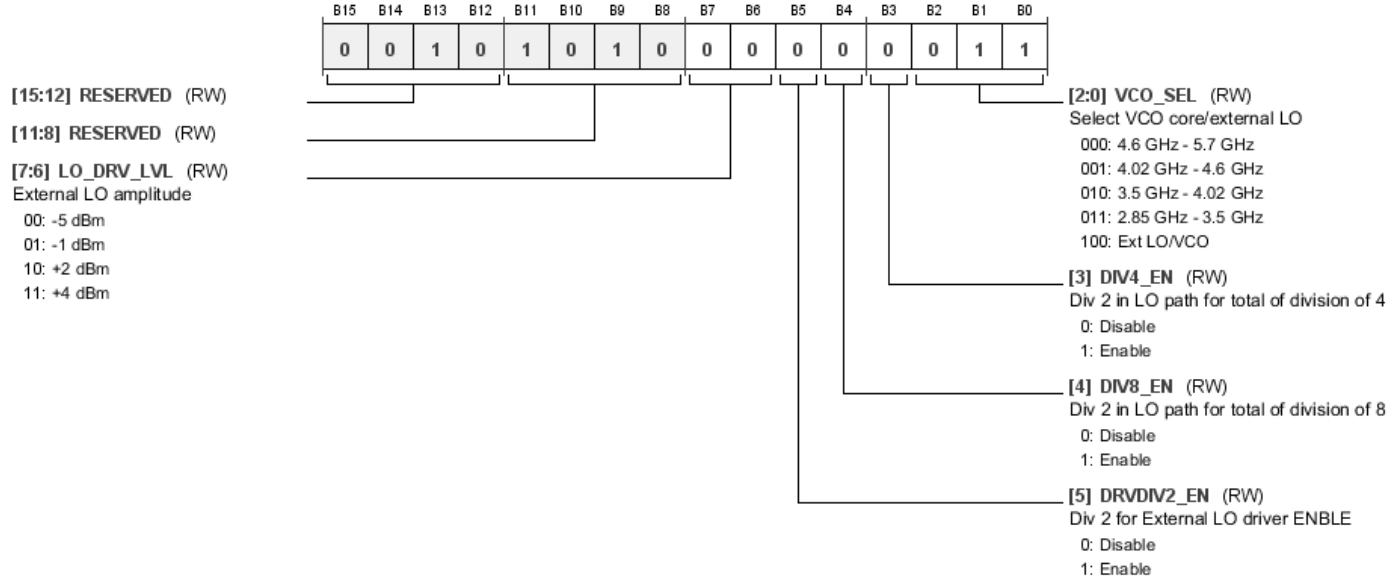 B15 B14 B13 B12 B11 B10 B9 B8 B7 B6 B5 B4 B3 B2 B1 B0
0 0 1 0 1 0 1 0 0 0 0 0 0 0 1 1
[15:12] RESERVED (RW)
[11:8] RESERVED (RW)
[7:6] LO_DRV_LVL (RW)
External LO amplitude
00: -5 dBm
01: -1 dBm
10: +2 dBm
11: +4 dBm
[2:0] VCO_SEL (RW)
Select VCO core/external LO
000: 4.6 GHz - 5.7 GHz
001: 4.02 GHz - 4.6 GHz
010: 3.5 GHz - 4.02 GHz
011: 2.85 GHz - 3.5 GHz
100: Ext LO/VCO
[3] DIV4_EN (RW)
Div 2 in LO path for total of division of 4
0: Disable
1: Enable
[4] DIV8_EN (RW)
Div 2 in LO path for total of division of 8
0: Disable
1: Enable
[5] DRVDIV2_EN (RW)
Div 2 for External LO driver ENBLE
0: Disable
1: Enable